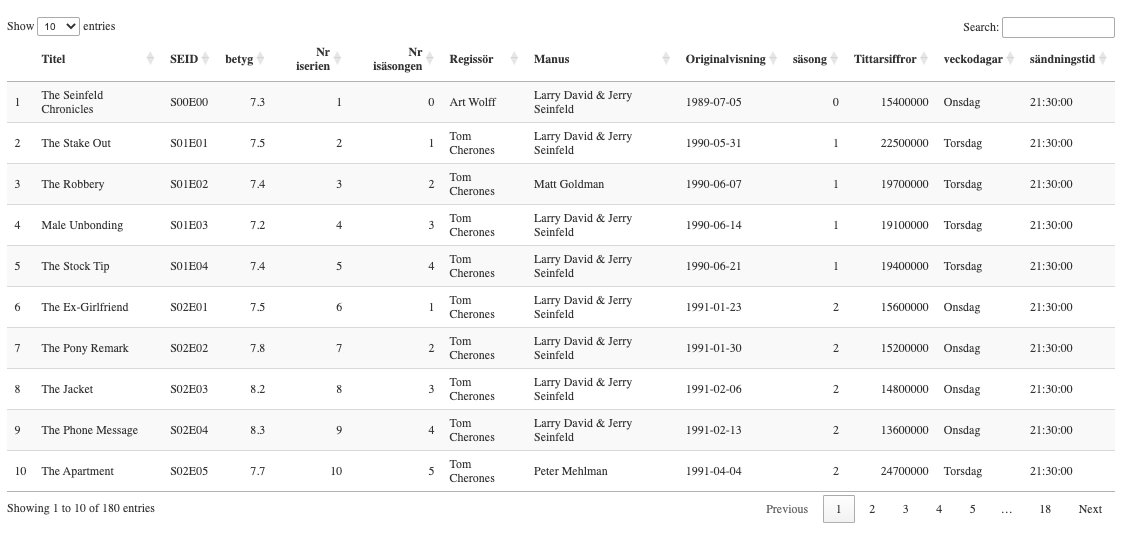 Show 10 entries Search:
Titel SEID betyg Nr iserien Nr isäsongen Regissör Manus Originalvisning säsong Tittarsiffror veckodagar sändningstid
1 The Seinfeld Chronicles S00E00 7.3 1 0 Art Wolff Larry David & Jerry Seinfeld 1989-07-05 0 15400000 Onsdag 21:30:00
2 The Stake Out S01E01 7.5 2 1 Tom Cherones Larry David & Jerry Seinfeld 1990-05-31 1 22500000 Torsdag 21:30:00
3 The Robbery S01E02 7.4 3 2 Tom Cherones Matt Goldman 1990-06-07 1 19700000 Torsdag 21:30:00
4 Male Unbonding S01E03 7.2 4 3 Tom Cherones Larry David & Jerry Seinfeld 1990-06-14 1 19100000 Torsdag 21:30:00
5 The Stock Tip S01E04 7.4 5 4 Tom Cherones Larry David & Jerry Seinfeld 1990-06-21 1 19400000 Torsdag 21:30:00
6 The Ex-Girlfriend S02E01 7.5 6 1 Tom Cherones Larry David & Jerry Seinfeld 1991-01-23 2 15600000 Onsdag 21:30:00
7 The Pony Remark S02E02 7.8 7 2 Tom Cherones Larry David & Jerry Seinfeld 1991-01-30 2 15200000 Onsdag 21:30:00
8 The Jacket S02E03 8.2 8 3 Tom Cherones Larry David & Jerry Seinfeld 1991-02-06 2 14800000 Onsdag 21:30:00
9 The Phone Message S02E04 8.3 9 4 Tom Cherones Larry David & Jerry Seinfeld 1991-02-13 2 13600000 Onsdag 21:30:00
10 The Apartment S02E05 7.7 10 5 Tom Cherones Peter Mehlman 1991-04-04 2 24700000 Torsdag 21:30:00
Showing 1 to 10 of 180 entries Previous 1 2 3 4 5 … 18 Next